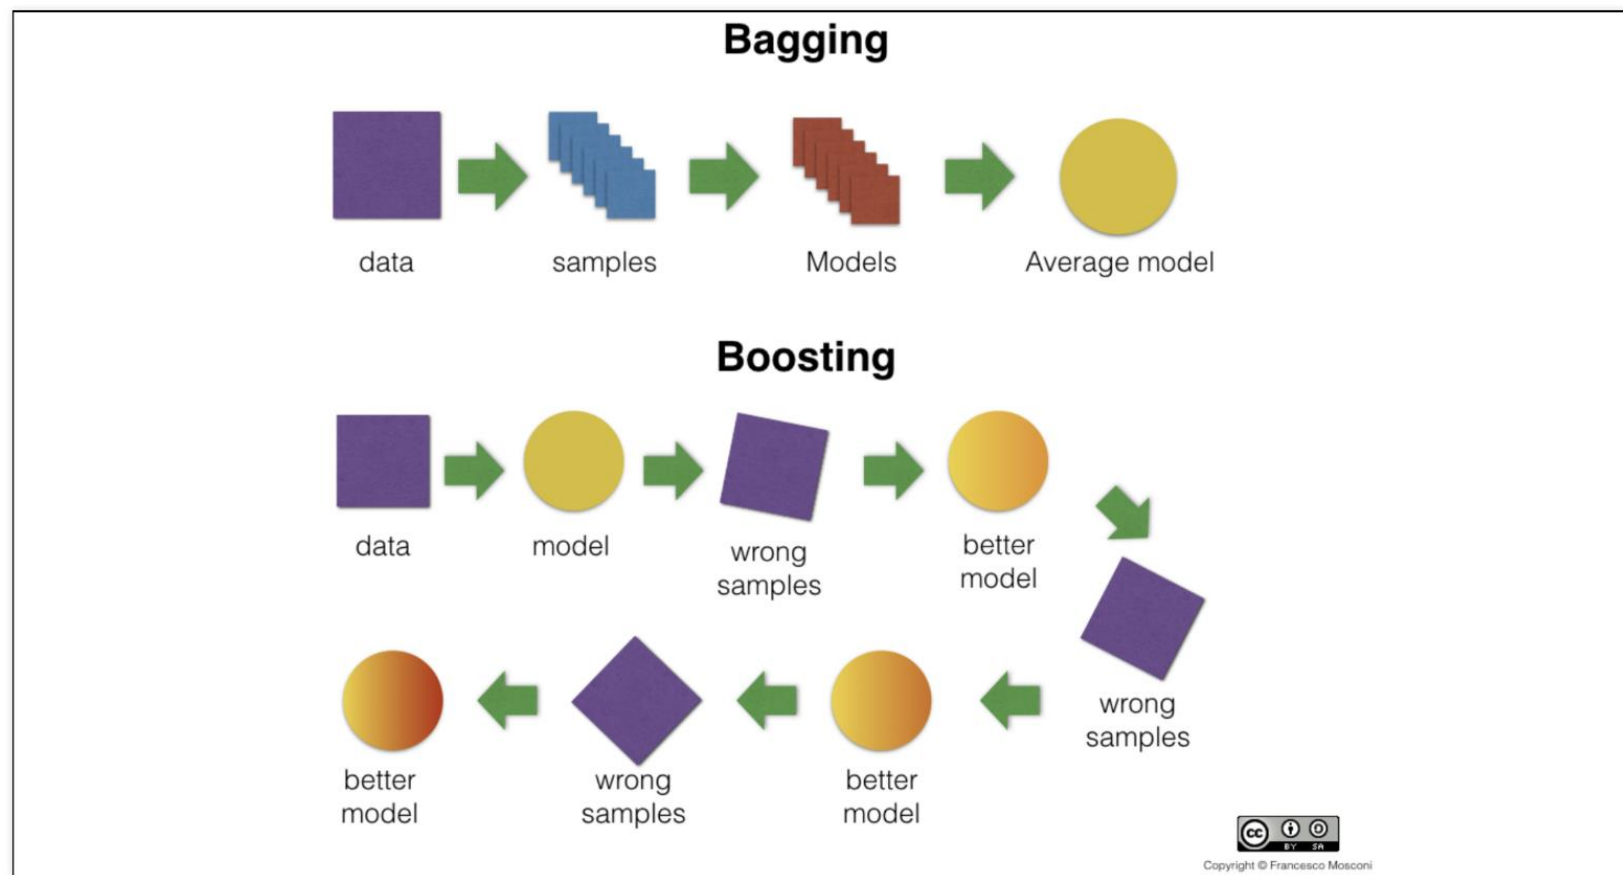 Bagging
data
samples
Models
Average model
Boosting
data
model
wrong
samples
better
model
wrong
samples
better
model
wrong
samples
better
model
cc
BY SA
Copyright © Francesco Mosconi